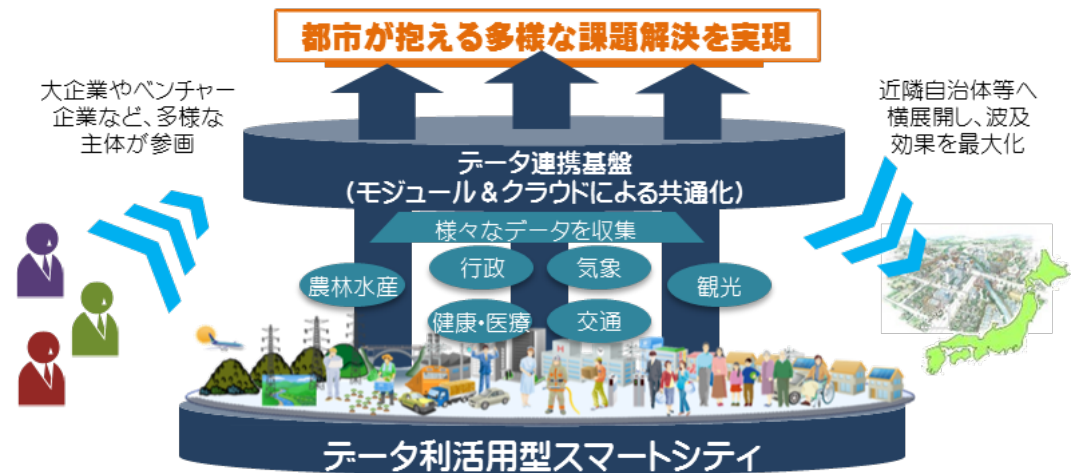 都市が抱える多様な課題解決を実現
大企業やベンチャー
企業など、多様な
主体が参画
近隣自治体等へ
横展開し、波及
効果を最大化
データ連携基盤
（モジュール＆クラウドによる共通化）
様々なデータを収集
農林水産
行政
気象
観光
健康・医療
交通
データ利活用型スマートシティ